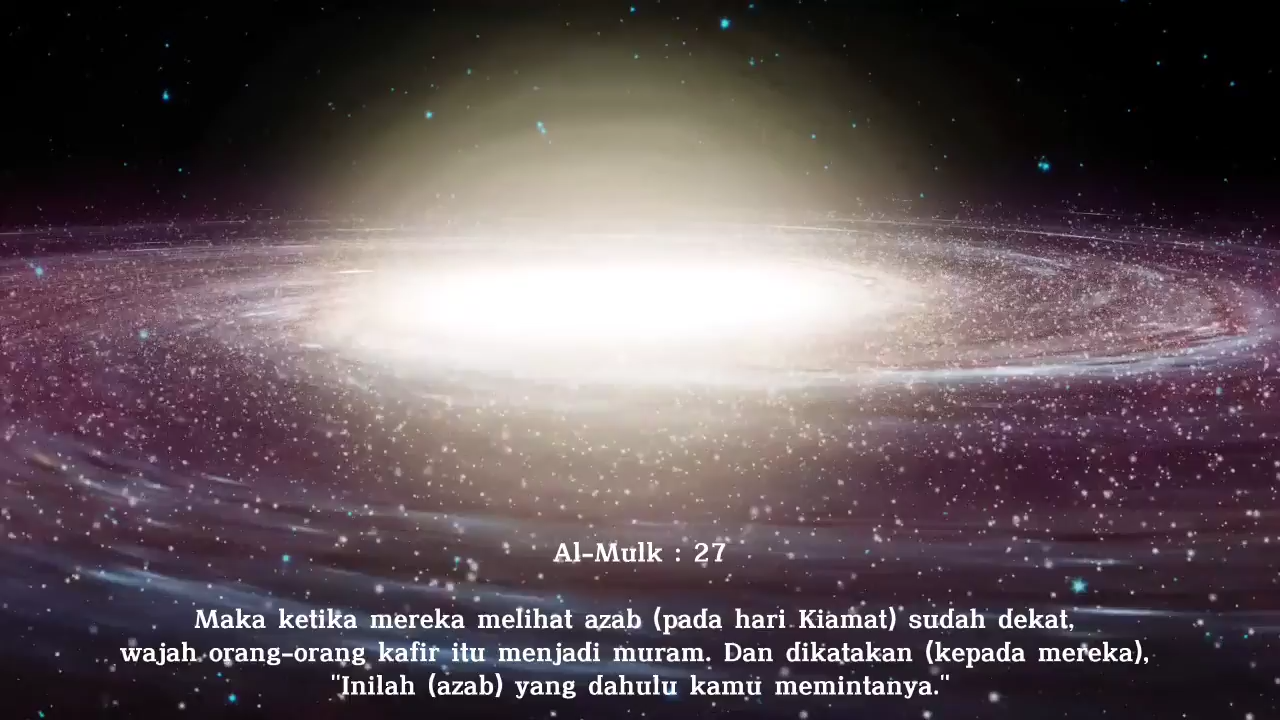 Al-Mulk : 27
Maka ketika mereka melihat azab (pada hari Kiamat) sudah dekat,
wajah orang-orang kafir itu menjadi muram. Dan dikatakan (kepada mereka),
"Inilah (azab) yang dahulu kamu memintanya."